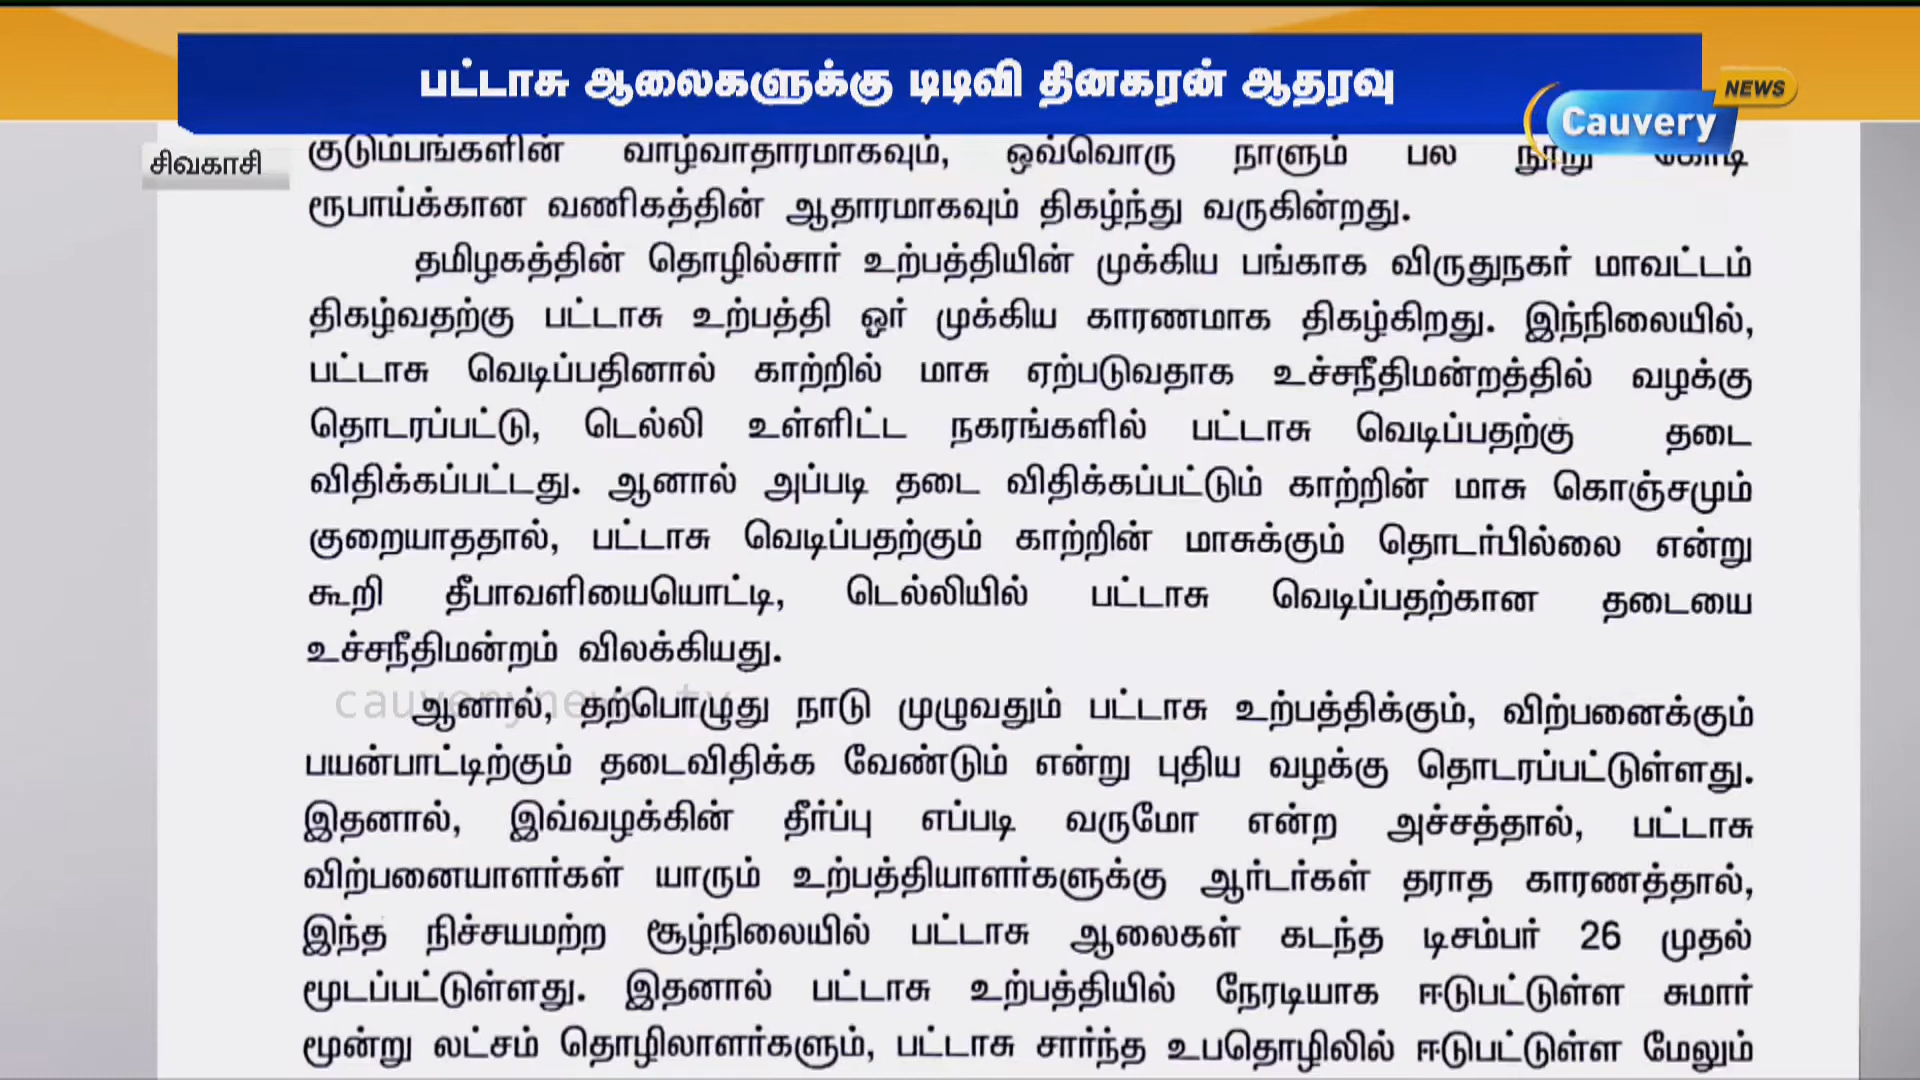 பட்டாசு ஆலைகளுக்கு டிடிவி தினகரன் ஆதரவு
NEWS
Cauvery
சிவகாசி
குடும்பங்களின் வாழ்வாதாரமாகவும், ஒவ்வொரு நாளும் பல நூறு கோடி
ரூபாய்க்கான வணிகத்தின் ஆதாரமாகவும் திகழ்ந்து வருகின்றது.
தமிழகத்தின் தொழில்சார் உற்பத்தியின் முக்கிய பங்காக விருதுநகர் மாவட்டம்
திகழ்வதற்கு பட்டாசு உற்பத்தி ஓர் முக்கிய காரணமாக திகழ்கிறது. இந்நிலையில்,
பட்டாசு வெடிப்பதினால் காற்றில் மாசு ஏற்படுவதாக உச்சநீதிமன்றத்தில் வழக்கு
தொடரப்பட்டு, டெல்லி உள்ளிட்ட நகரங்களில் பட்டாசு வெடிப்பதற்கு தடை
விதிக்கப்பட்டது. ஆனால் அப்படி தடை விதிக்கப்பட்டும் காற்றின் மாசு கொஞ்சமும்
குறையாததால், பட்டாசு வெடிப்பதற்கும் காற்றின் மாசுக்கும் தொடர்பில்லை என்று
கூறி தீபாவளியையொட்டி, டெல்லியில் பட்டாசு வெடிப்பதற்கான தடையை
உச்சநீதிமன்றம் விலக்கியது.
cauverynews.tv
ஆனால், தற்பொழுது நாடு முழுவதும் பட்டாசு உற்பத்திக்கும், விற்பனைக்கும்
பயன்பாட்டிற்கும் தடைவிதிக்க வேண்டும் என்று புதிய வழக்கு தொடரப்பட்டுள்ளது.
இதனால், இவ்வழக்கின் தீர்ப்பு எப்படி வருமோ என்ற அச்சத்தால், பட்டாசு
விற்பனையாளர்கள் யாரும் உற்பத்தியாளர்களுக்கு ஆர்டர்கள் தராத காரணத்தால்,
இந்த நிச்சயமற்ற சூழ்நிலையில் பட்டாசு ஆலைகள் கடந்த டிசம்பர் 26 முதல்
மூடப்பட்டுள்ளது. இதனால் பட்டாசு உற்பத்தியில் நேரடியாக ஈடுபட்டுள்ள சுமார்
மூன்று லட்சம் தொழிலாளர்களும், பட்டாசு சார்ந்த உபதொழிலில் ஈடுபட்டுள்ள மேலும்